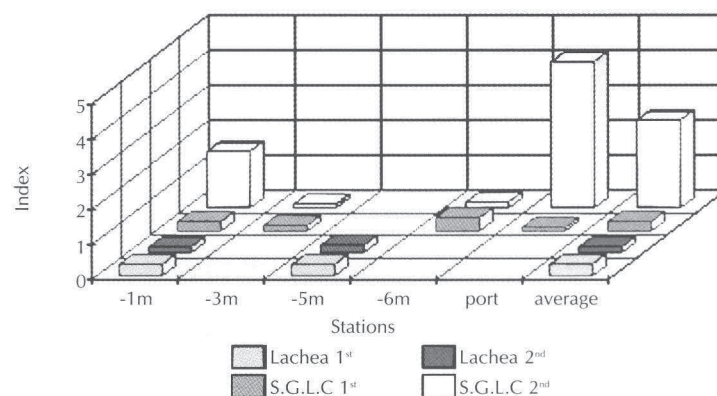 5
4
3
2
1
0
Index
-1m -3m -5m -6m port average
Stations
Lachea 1st Lachea 2nd
S.G.L.C 1st S.G.L.C 2nd